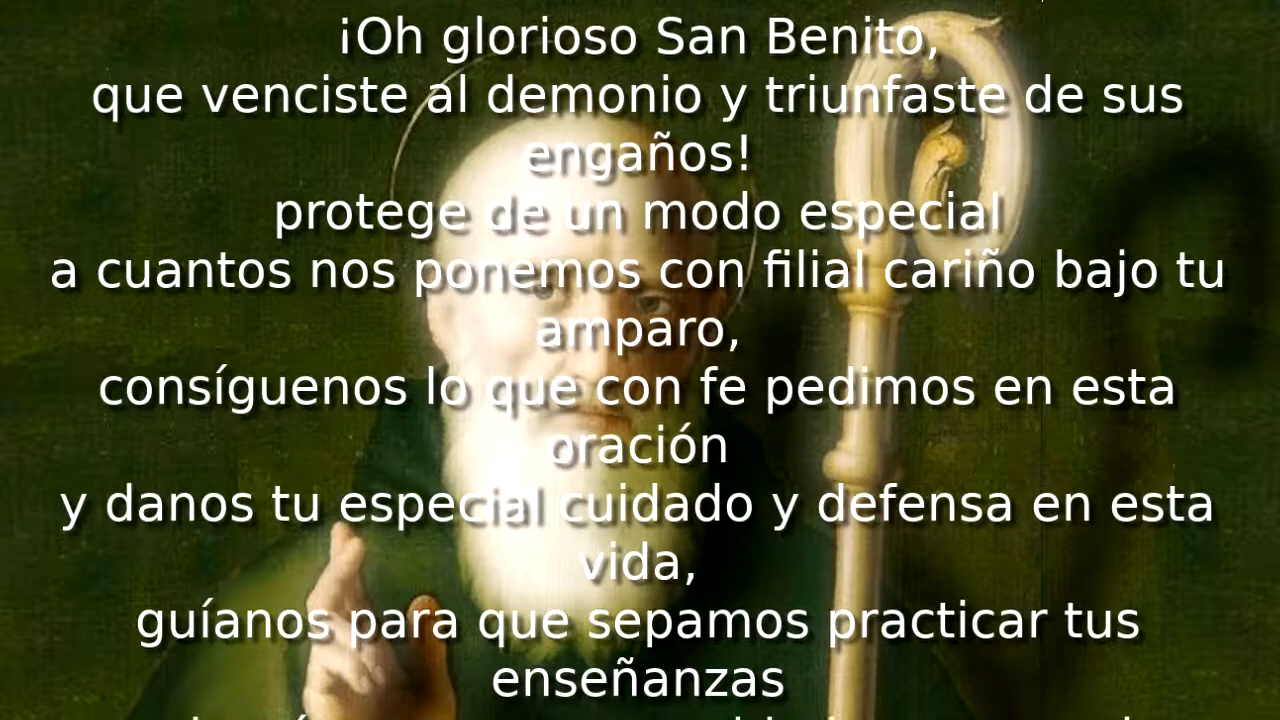 ¡Oh glorioso San Benito,
que venciste al demonio y triunfaste de sus
engaños!
protege de un modo especial
a cuantos nos ponemos con filial cariño bajo tu
amparo,
consíguenos lo que con fe pedimos en esta
oración
y danos tu especial cuidado y defensa en esta
vida,
guíanos para que sepamos practicar tus
enseñanzas